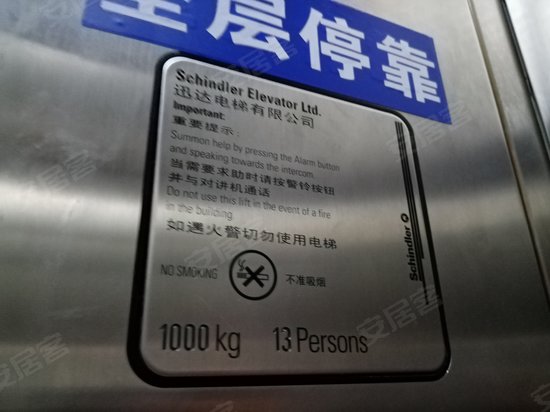 全层停靠
Schindler Elevator Ltd.
迅达电梯有限公司
Important:
重要提示:
Summon help by pressing the Alarm button
and speaking towards the intercom.
当需要求助时请按警铃按钮
并与对讲机通话
Do not use this lift in the event of a fire
in the building.
如遇火警切勿使用电梯
NO SMOKING 不准吸烟
1000 kg 13 Persons
Schindler
安居客